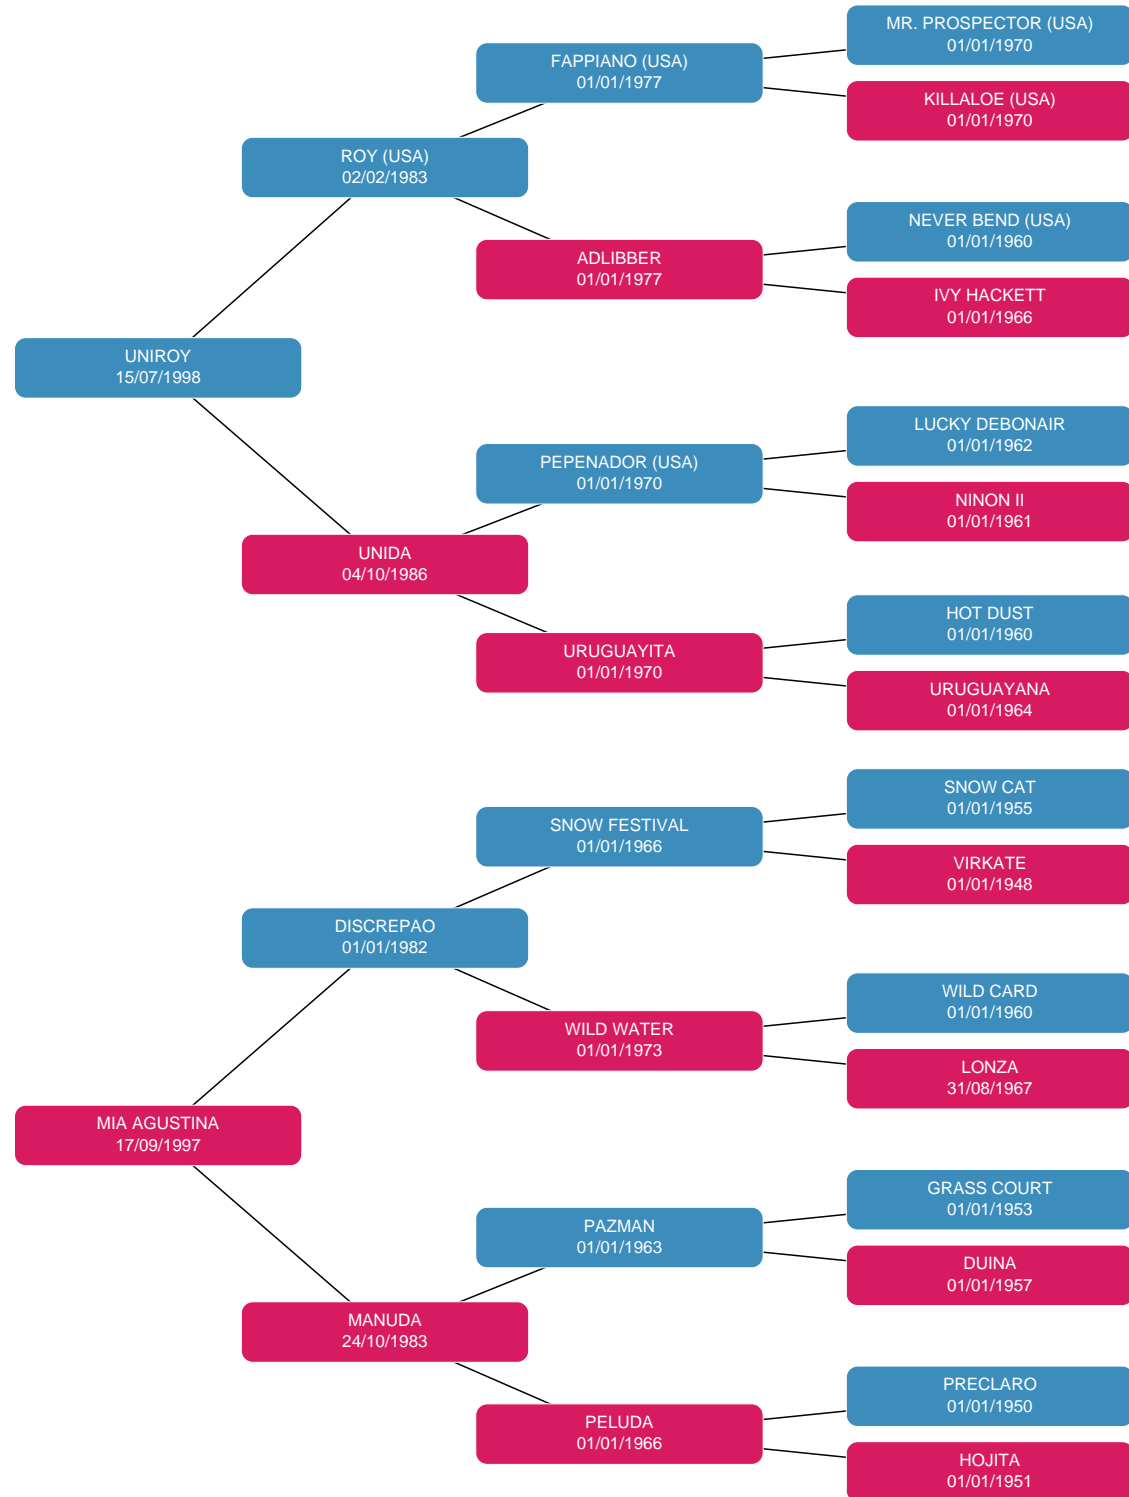 MR. PROSPECTOR (USA)
01/01/1970
FAPPIANO (USA)
01/01/1977
KILLALOE (USA)
01/01/1970
ROY (USA)
02/02/1983
NEVER BEND (USA)
01/01/1960
ADLIBBER
01/01/1977
IVY HACKETT
01/01/1966
UNIROY
15/07/1998
LUCKY DEBONAIR
01/01/1962
PEPENADOR (USA)
01/01/1970
NINON II
01/01/1961
UNIDA
04/10/1986
HOT DUST
01/01/1960
URUGUAYITA
01/01/1970
URUGUAYANA
01/01/1964
SNOW CAT
01/01/1955
SNOW FESTIVAL
01/01/1966
VIRKATE
01/01/1948
DISCREPAO
01/01/1982
WILD CARD
01/01/1960
WILD WATER
01/01/1973
LONZA
31/08/1967
MIA AGUSTINA
17/09/1997
GRASS COURT
01/01/1953
PAZMAN
01/01/1963
DUINA
01/01/1957
MANUDA
24/10/1983
PRECLARO
01/01/1950
PELUDA
01/01/1966
HOJITA
01/01/1951